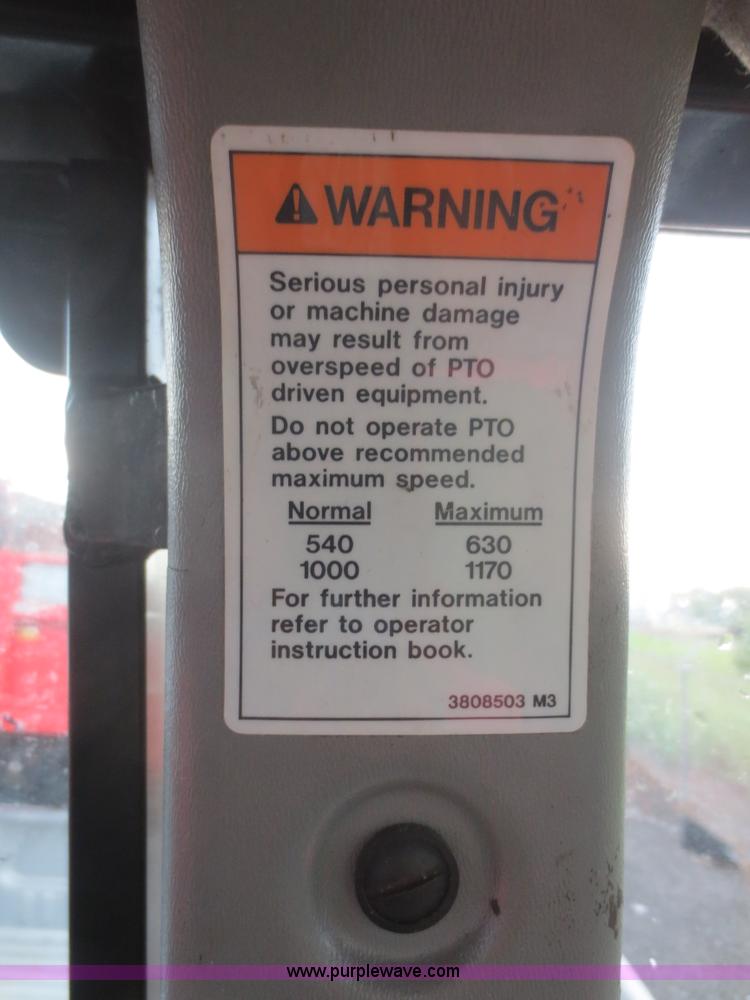 WARNING
Serious personal injury
or machine damage
may result from
overspeed of PTO
driven equipment.
Do not operate PTO
above recommended
maximum speed.
Normal Maximum
540 630
1000 1170
For further information
refer to operator
instruction book.
3808503 M3
www.purplewave.com